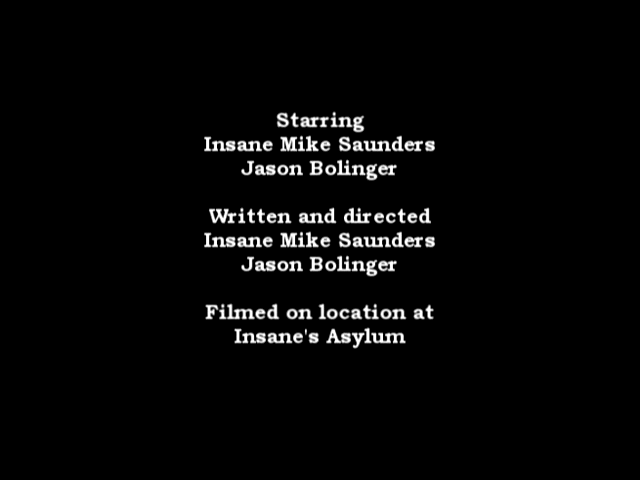 Starring
Insane Mike Saunders
Jason Bolinger
Written and directed
Insane Mike Saunders
Jason Bolinger
Filmed on location at
Insane's Asylum